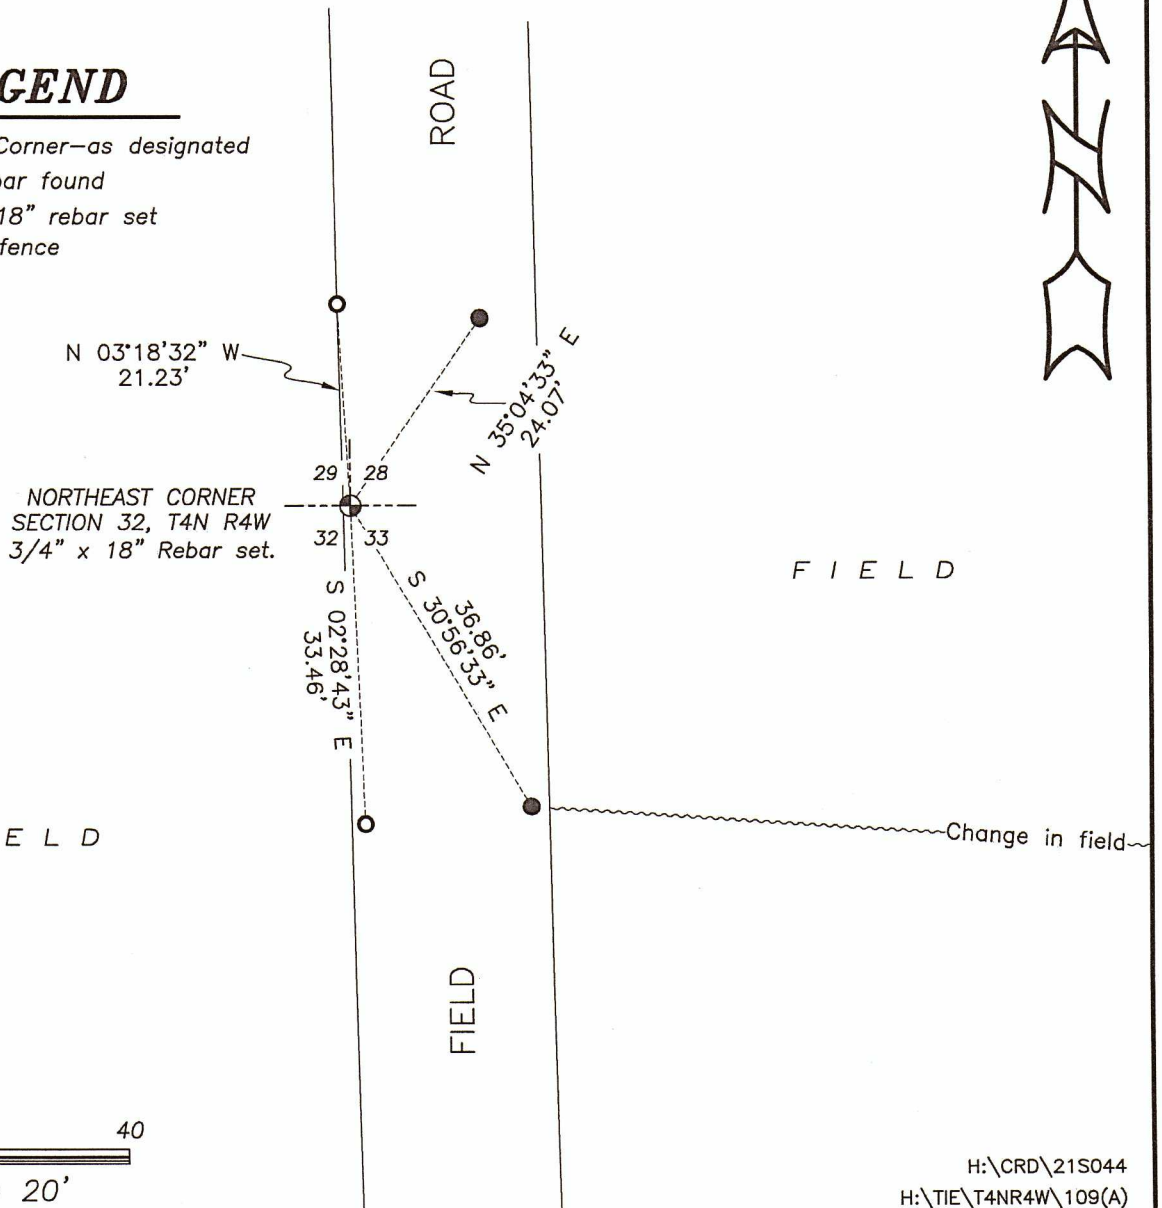 GEND
Corner-as designated
ar found
18" rebar set
fence
ROAD
N
N 03°18'32" W
21.23'
N 35°04'33" E
24.07'
29 28
NORTHEAST CORNER
SECTION 32, T4N R4W
3/4" x 18" Rebar set.
32 33
S 02°28'43" E
33.46'
36.86'
S 30°56'33" E
F I E L D
E L D
Change in field
FIELD
40
20'
H:\CRD\21S044
H:\TIE\T4NR4W\109(A)